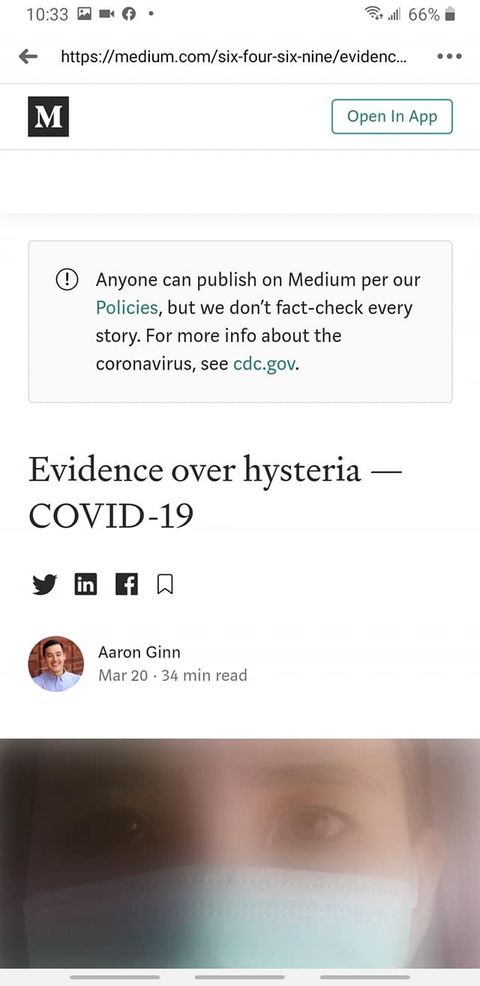 10:33
66%
https://medium.com/six-four-six-nine/evidenc...
M
Open In App
Anyone can publish on Medium per our
Policies, but we don’t fact-check every
story. For more info about the
coronavirus, see cdc.gov.
Evidence over hysteria —
COVID-19
Aaron Ginn
Mar 20 · 34 min read